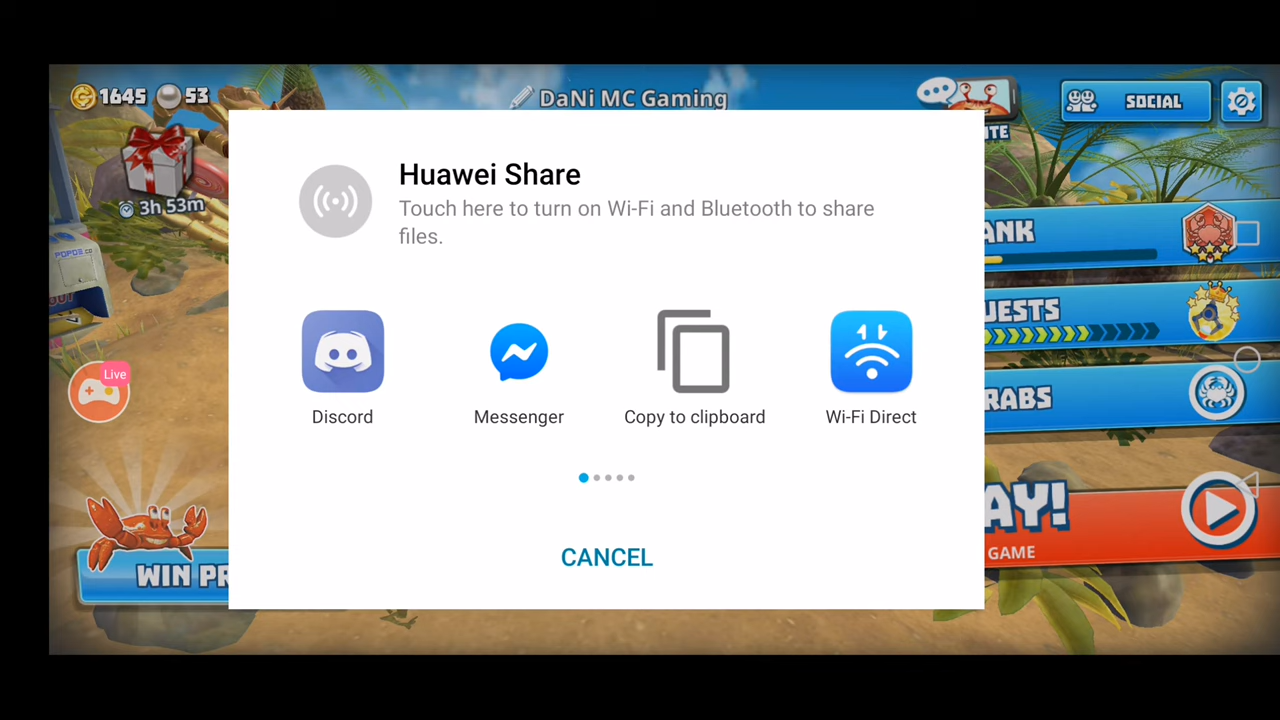 1645 53
DaNi MC Gaming
SOCIAL
3h 53m
Huawei Share
Touch here to turn on Wi-Fi and Bluetooth to share
files.
ITE
ANK
UESTS
Live
Discord
Messenger
Copy to clipboard
Wi-Fi Direct
RABS
AY!
GAME
WIN PR
CANCEL